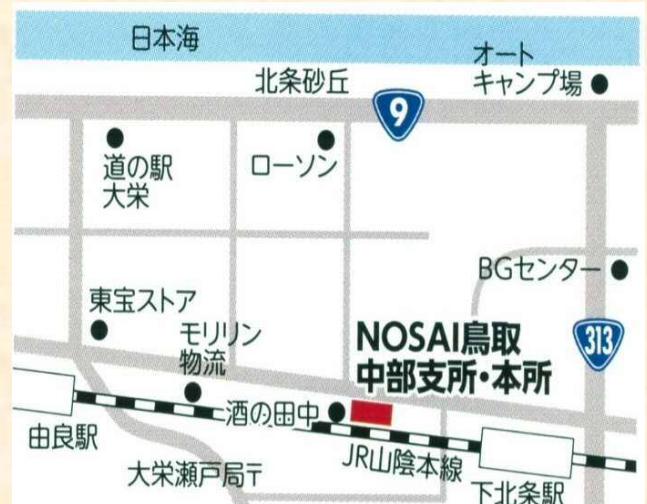 日本海
オート
キャンプ場
北条砂丘
9
道の駅
大栄
ローソン
BGセンター
東宝ストア
モリリン
物流
NOSAI鳥取
中部支所・本所
313
酒の田中
由良駅
JR山陰本線
大栄瀬戸局〒
下北条駅